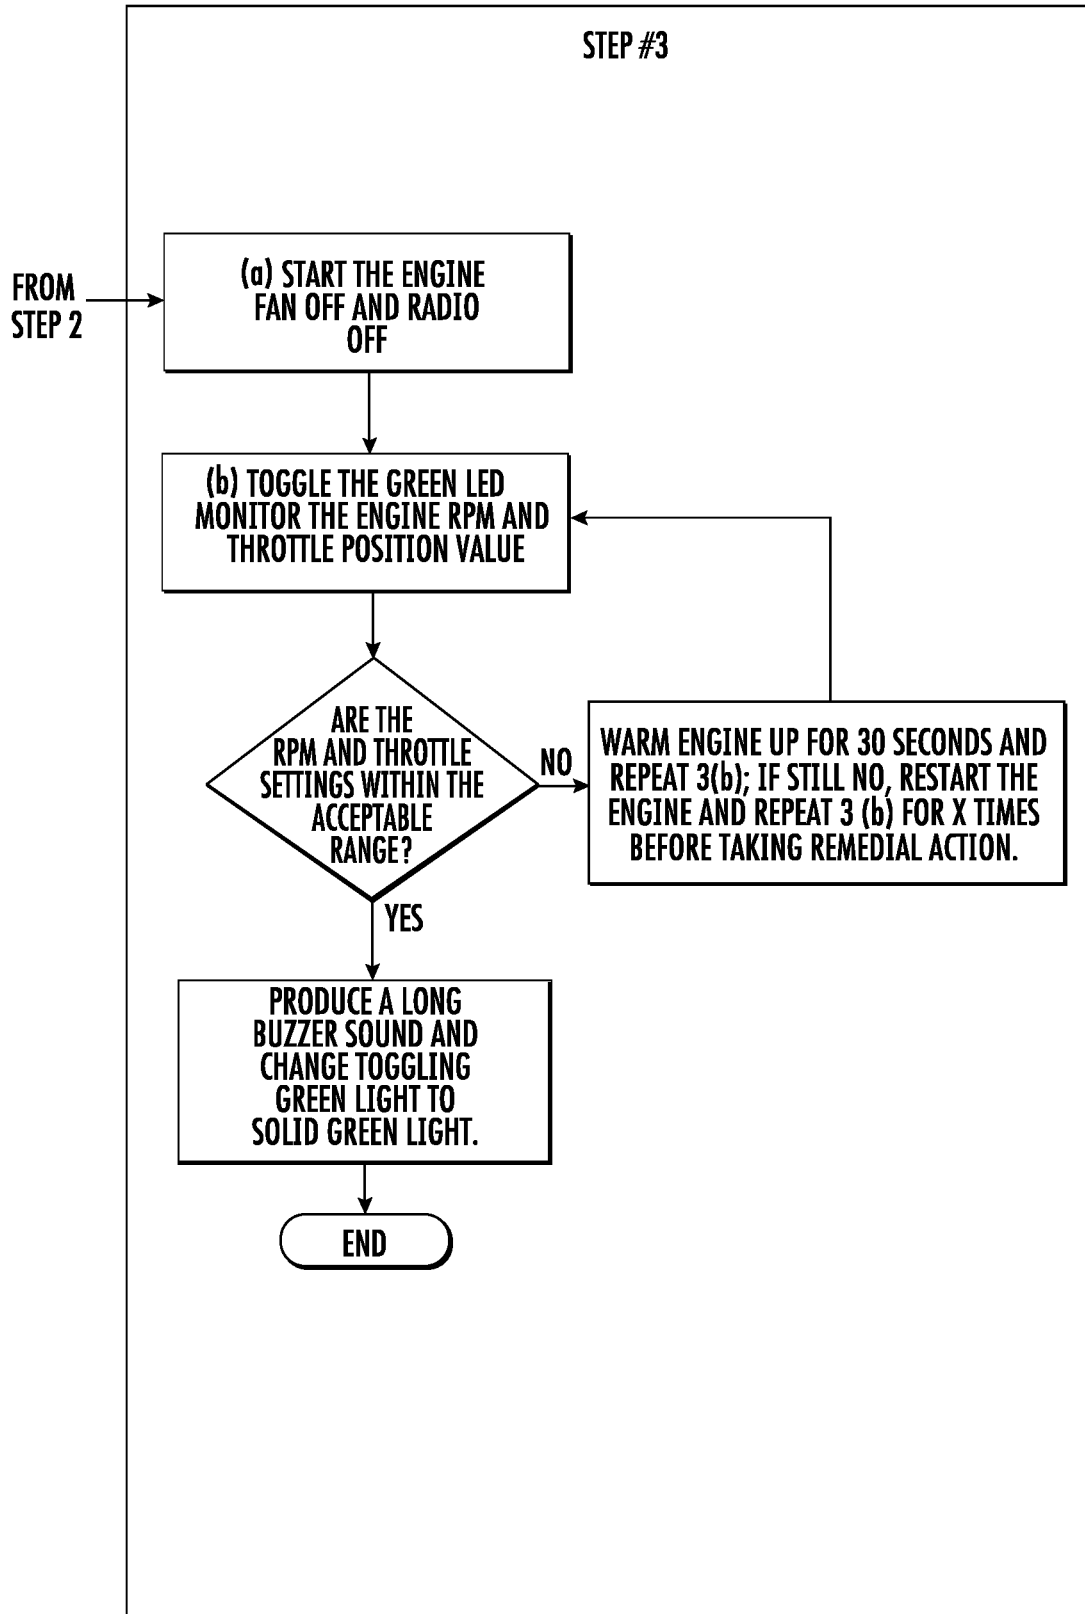 STEP #3
FROM
STEP 2
(a) START THE ENGINE
FAN OFF AND RADIO
OFF
(b) TOGGLE THE GREEN LED
MONITOR THE ENGINE RPM AND
THROTTLE POSITION VALUE
ARE THE
RPM AND THROTTLE
SETTINGS WITHIN THE
ACCEPTABLE
RANGE?
NO
WARM ENGINE UP FOR 30 SECONDS AND
REPEAT 3(b); IF STILL NO, RESTART THE
ENGINE AND REPEAT 3 (b) FOR X TIMES
BEFORE TAKING REMEDIAL ACTION.
YES
PRODUCE A LONG
BUZZER SOUND AND
CHANGE TOGGLING
GREEN LIGHT TO
SOLID GREEN LIGHT.
END